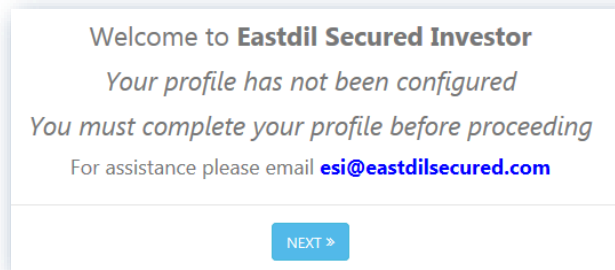 Welcome to Eastdil Secured Investor
Your profile has not been configured
You must complete your profile before proceeding
For assistance please email esi@eastdilsecured.com
NEXT »